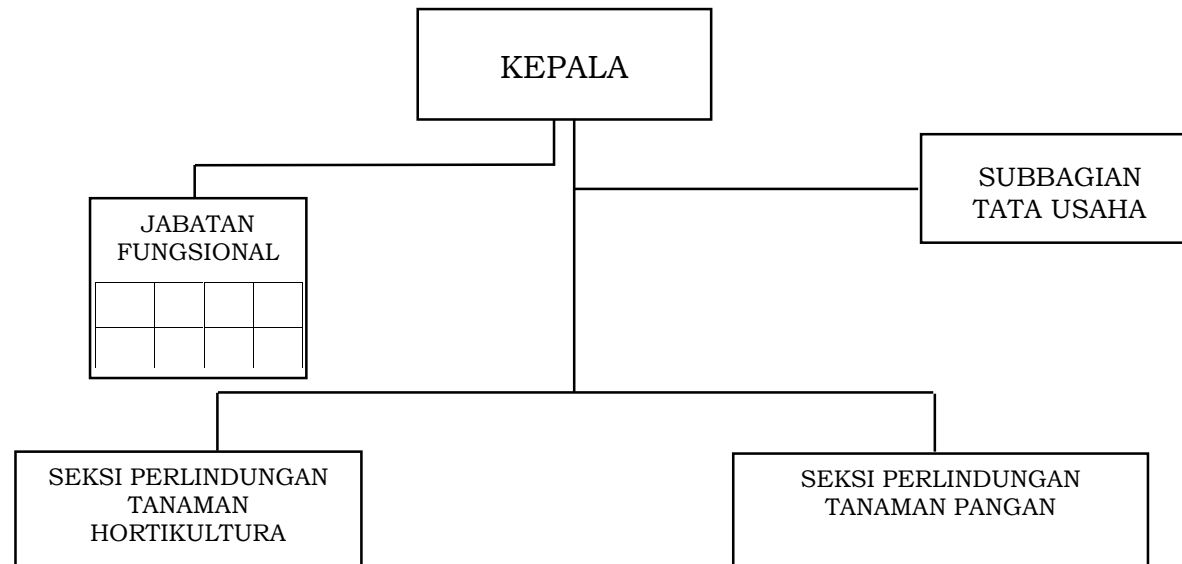 KEPALA
SUBBAGIAN
TATA USAHA
JABATAN
FUNGSIONAL
SEKSI PERLINDUNGAN
TANAMAN
HORTIKULTURA
SEKSI PERLINDUNGAN
TANAMAN PANGAN